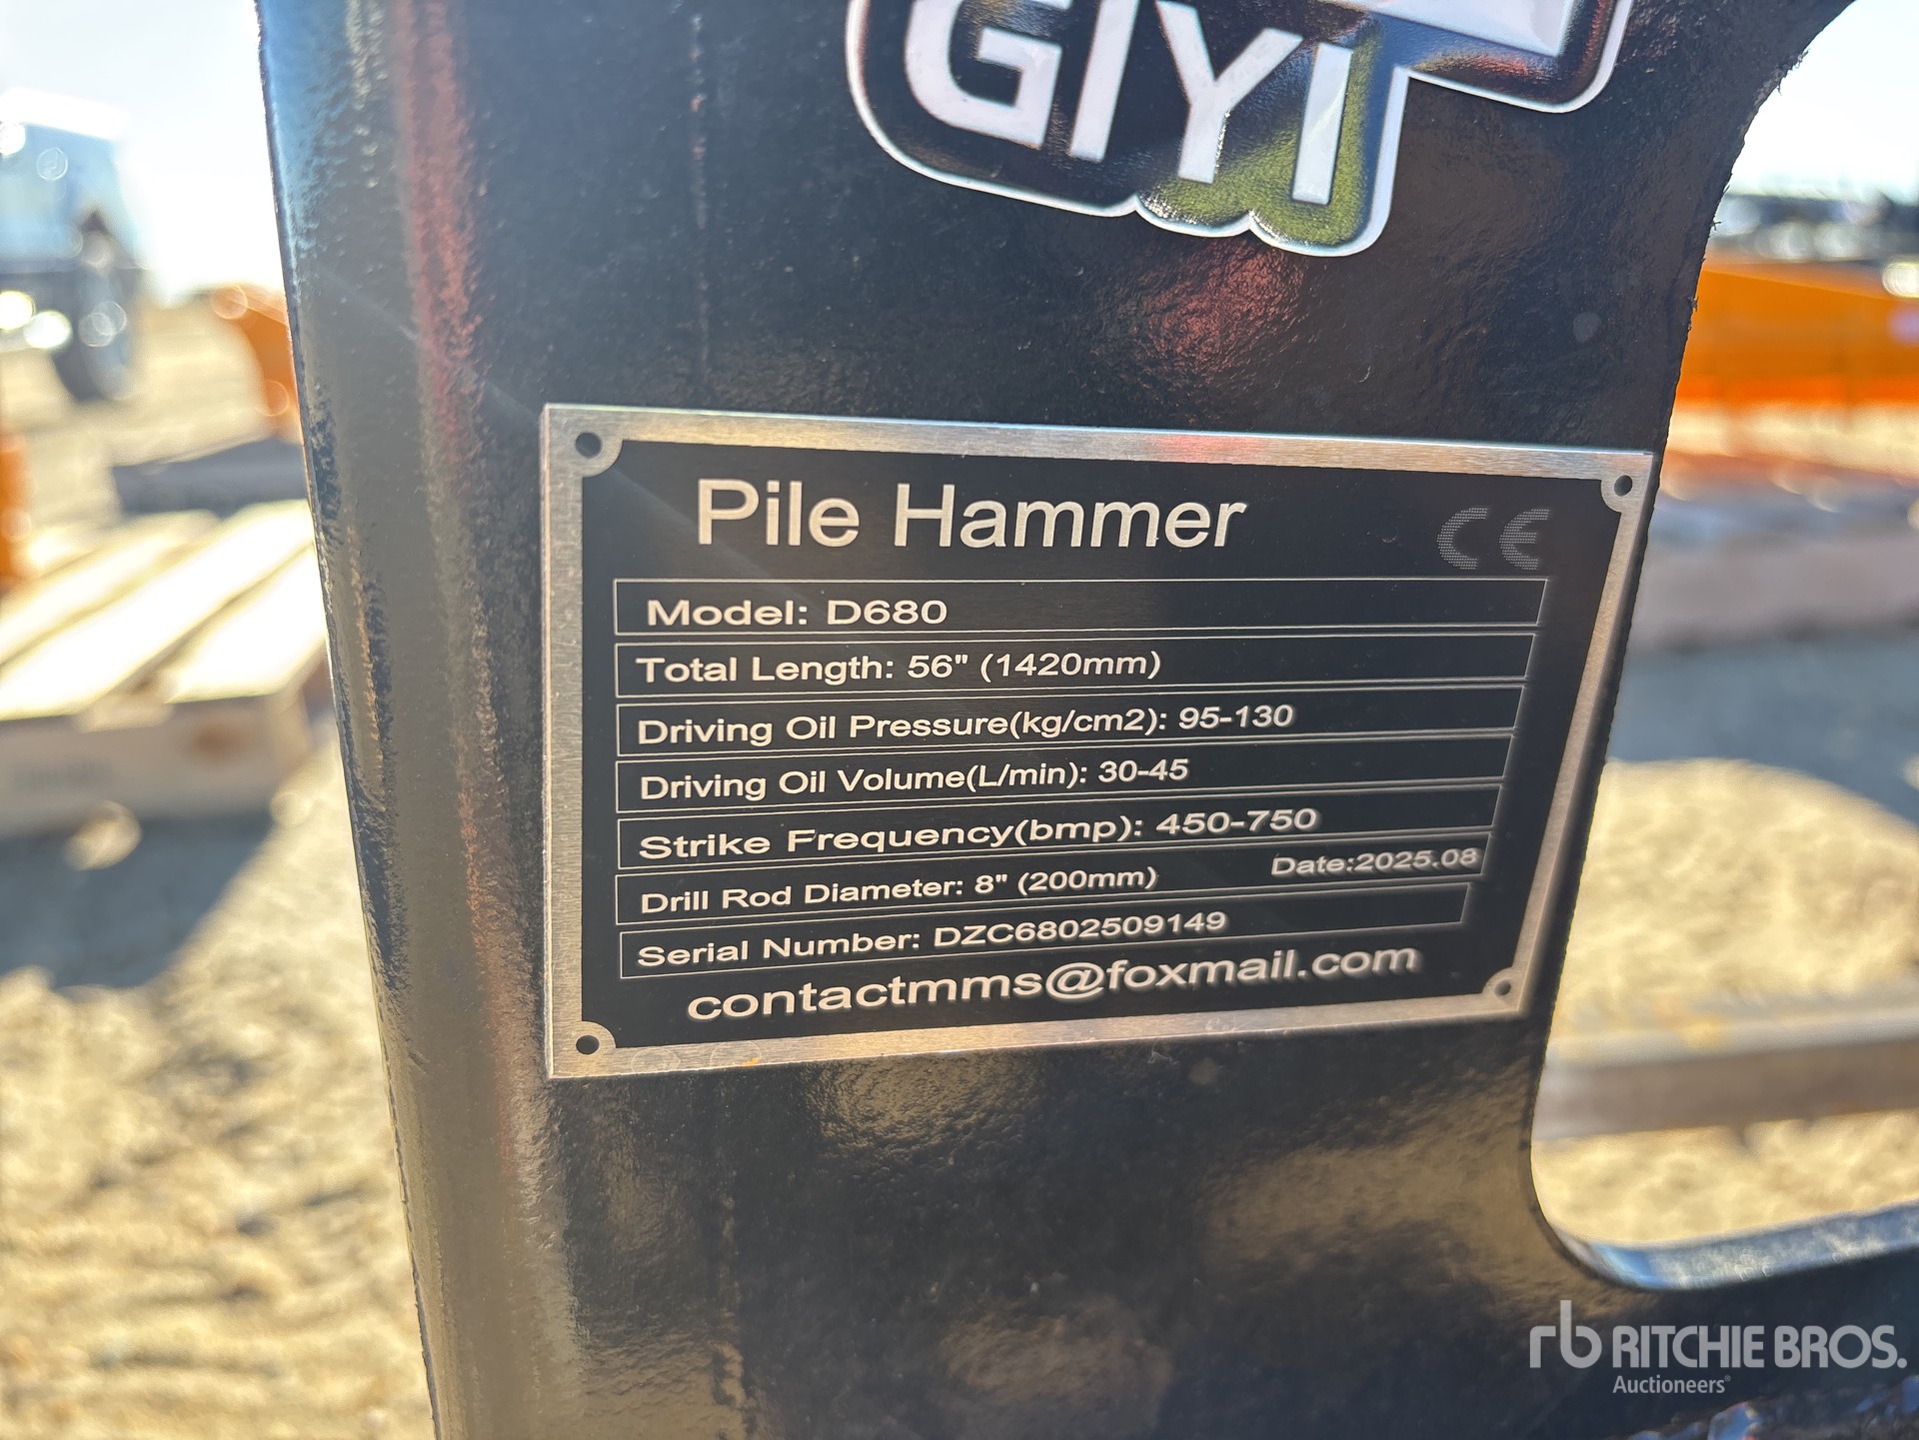 GIYI
Pile Hammer
CE
Model: D680
Total Length: 56" (1420mm)
Driving Oil Pressure(kg/cm2): 95-130
Driving Oil Volume(L/min): 30-45
Strike Frequency(bmp): 450-750
Drill Rod Diameter: 8" (200mm) Date:2025.08
Serial Number: DZC6802509149
contactmms@foxmail.com
rb RITCHIE BROS.
Auctioneers®